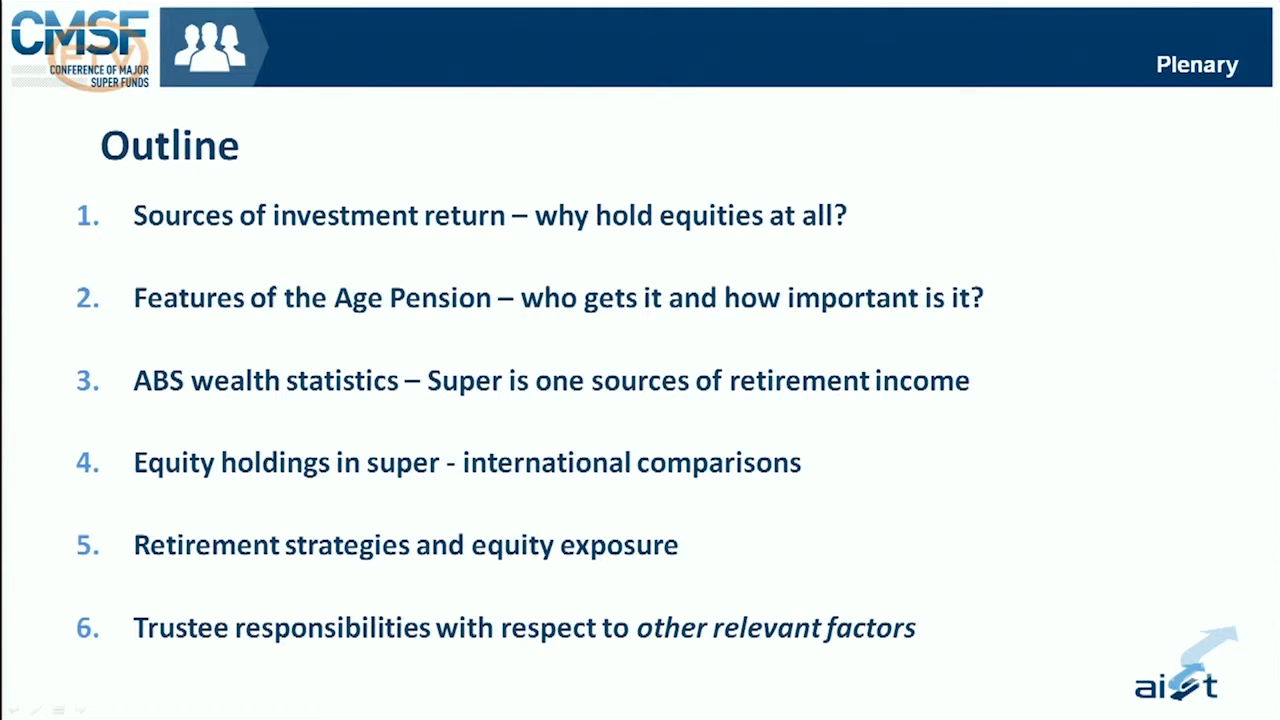 CMSF
CONFERENCE OF MAJOR
SUPER FUNDS
Plenary
Outline
1. Sources of investment return – why hold equities at all?
2. Features of the Age Pension – who gets it and how important is it?
3. ABS wealth statistics – Super is one sources of retirement income
4. Equity holdings in super - international comparisons
5. Retirement strategies and equity exposure
6. Trustee responsibilities with respect to other relevant factors
aist